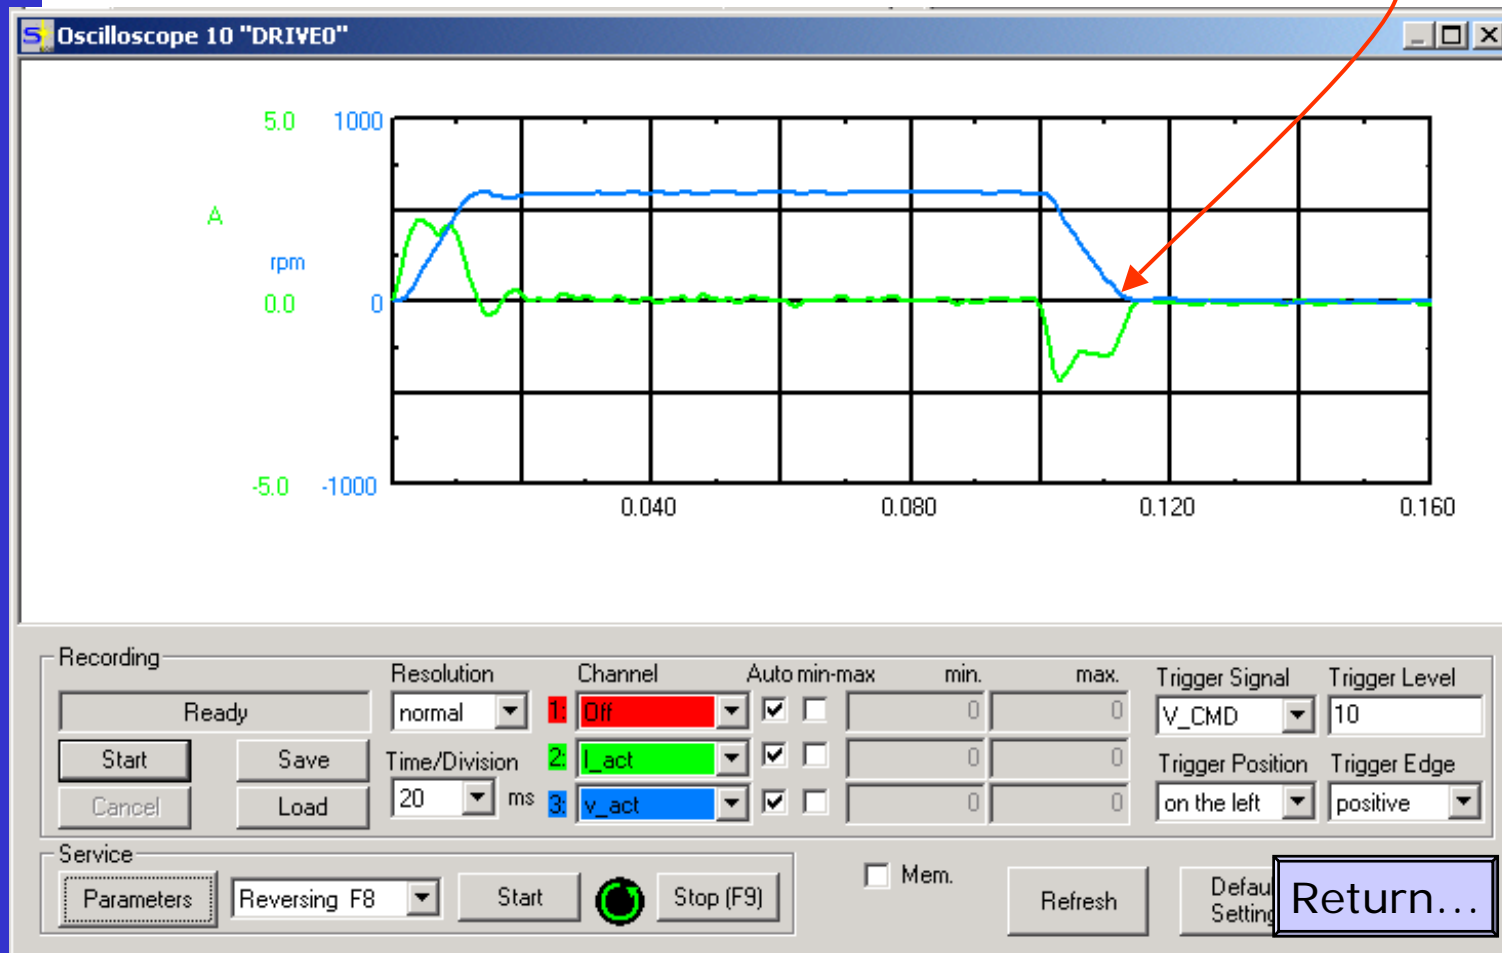 S Oscilloscope 10 "DRIVE0"
5.0 1000
A
rpm
0.0 0
-5.0 -1000
0.040 0.080 0.120 0.160
Recording
Resolution Channel Auto min-max min. max. Trigger Signal Trigger Level
Ready normal 1: Off 0 0 V_CMD 10
Start Save Time/Division 2: I_act 0 0 Trigger Position Trigger Edge
Cancel Load 20 ms 3: v_act 0 0 on the left positive
Service
Parameters Reversing F8 Start Stop (F9) Mem. Refresh Defau
Setting
Return...